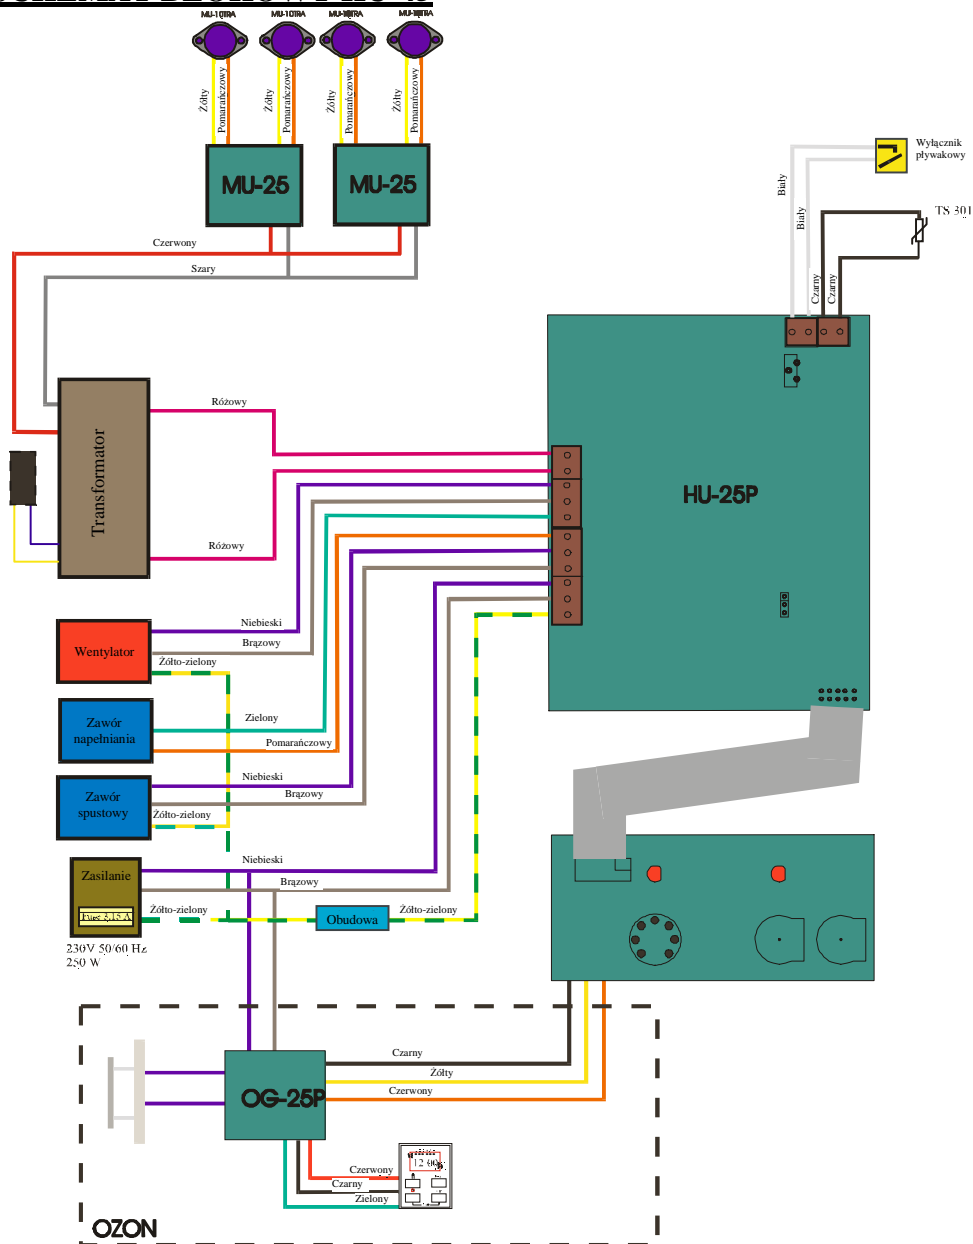 MU-25
MU-25
Żółty
Pomarańczowy
Żółty
Pomarańczowy
Żółty
Pomarańczowy
Żółty
Pomarańczowy
Wyłącznik
pływakowy
Biały
Biały
TS 301
Czarny
Czarny
Czerwony
Szary
Różowy
Transformator
HU-25P
Różowy
Niebieski
Wentylator
Brązowy
Żółto-zielony
Zawór
napełniania
Zielony
Pomarańczowy
Niebieski
Zawór
spustowy
Brązowy
Żółto-zielony
Niebieski
Zasilanie
Brązowy
Żółto-zielony
Obudowa
Żółto-zielony
230V 50/60 Hz
250 W
Czarny
Żółty
Czerwony
OG-25P
Czerwony
Czarny
Zielony
OZON